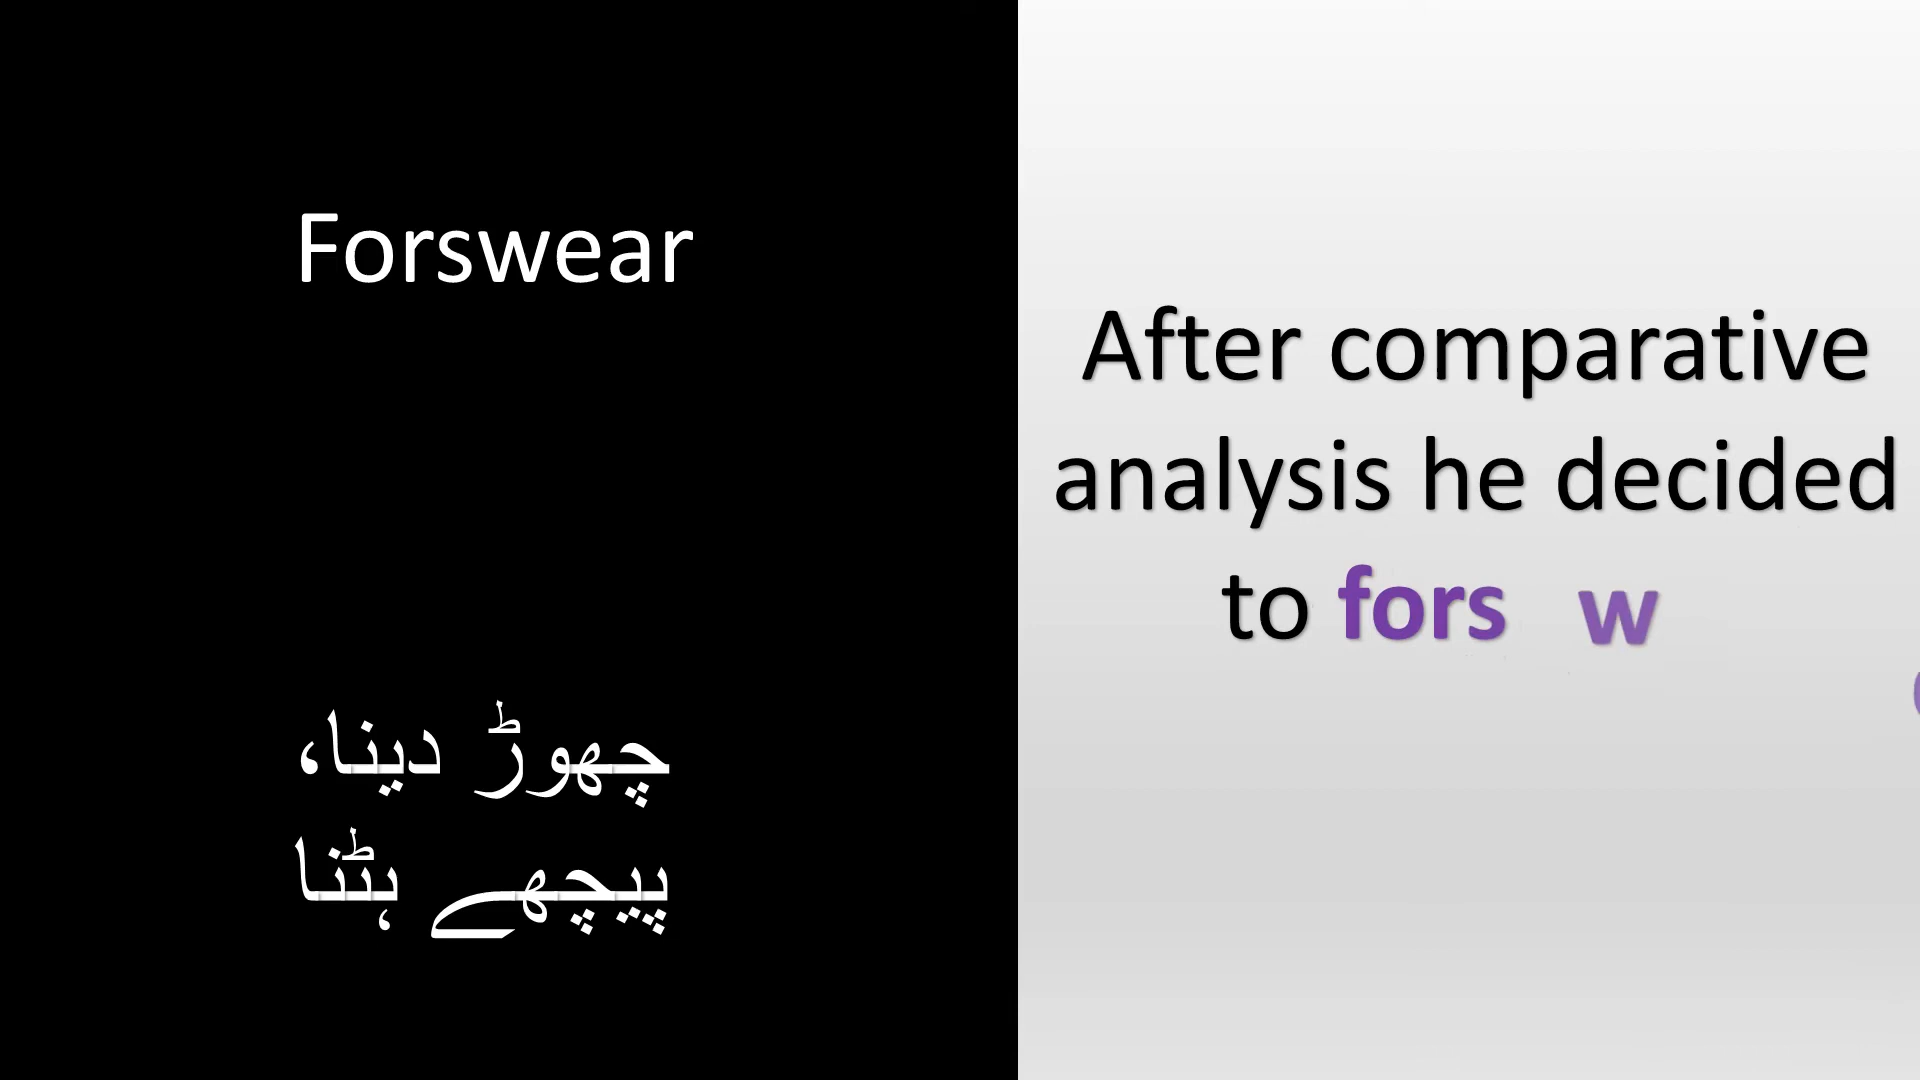 Forswear
چھوڑ دینا،
پیچھے ہٹنا
After comparative
analysis he decided
to fors w